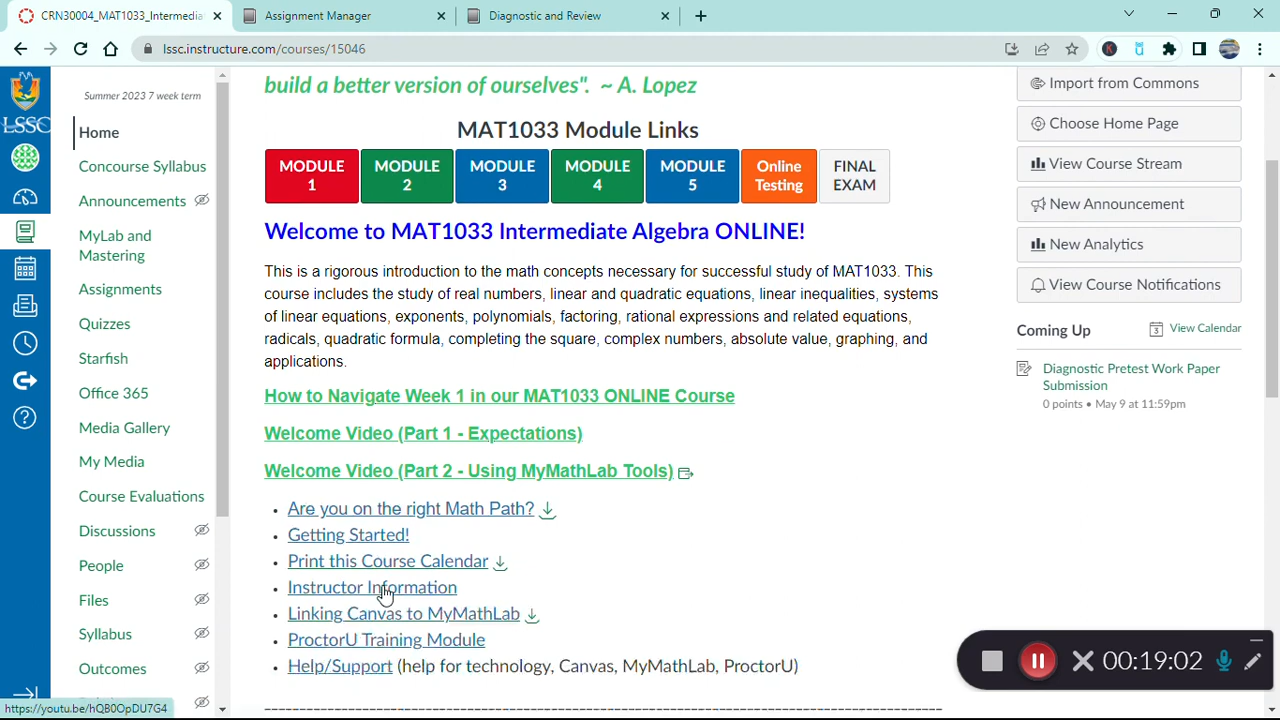 CRN30004_MAT1033_Intermedia
Assignment Manager
Diagnostic and Review
lssc.instructure.com/courses/15046
LSSC
Summer 2023 7 week term
Home
Concourse Syllabus
Announcements
MyLab and
Mastering
Assignments
Quizzes
Starfish
Office 365
Media Gallery
My Media
Course Evaluations
Discussions
People
Files
Syllabus
Outcomes
https://youtu.be/hQB0OpDU7G4
build a better version of ourselves". ~ A. Lopez
MAT1033 Module Links
MODULE
1
MODULE
2
MODULE
3
MODULE
4
MODULE
5
Online
Testing
FINAL
EXAM
Welcome to MAT1033 Intermediate Algebra ONLINE!
This is a rigorous introduction to the math concepts necessary for successful study of MAT1033. This
course includes the study of real numbers, linear and quadratic equations, linear inequalities, systems
of linear equations, exponents, polynomials, factoring, rational expressions and related equations,
radicals, quadratic formula, completing the square, complex numbers, absolute value, graphing, and
applications.
How to Navigate Week 1 in our MAT1033 ONLINE Course
Welcome Video (Part 1 - Expectations)
Welcome Video (Part 2 - Using MyMathLab Tools)
• Are you on the right Math Path?
• Getting Started!
• Print this Course Calendar
• Instructor Information
• Linking Canvas to MyMathLab
• ProctorU Training Module
• Help/Support (help for technology, Canvas, MyMathLab, ProctorU)
Import from Commons
Choose Home Page
View Course Stream
New Announcement
New Analytics
View Course Notifications
Coming Up
View Calendar
Diagnostic Pretest Work Paper
Submission
0 points • May 9 at 11:59pm
00:19:02